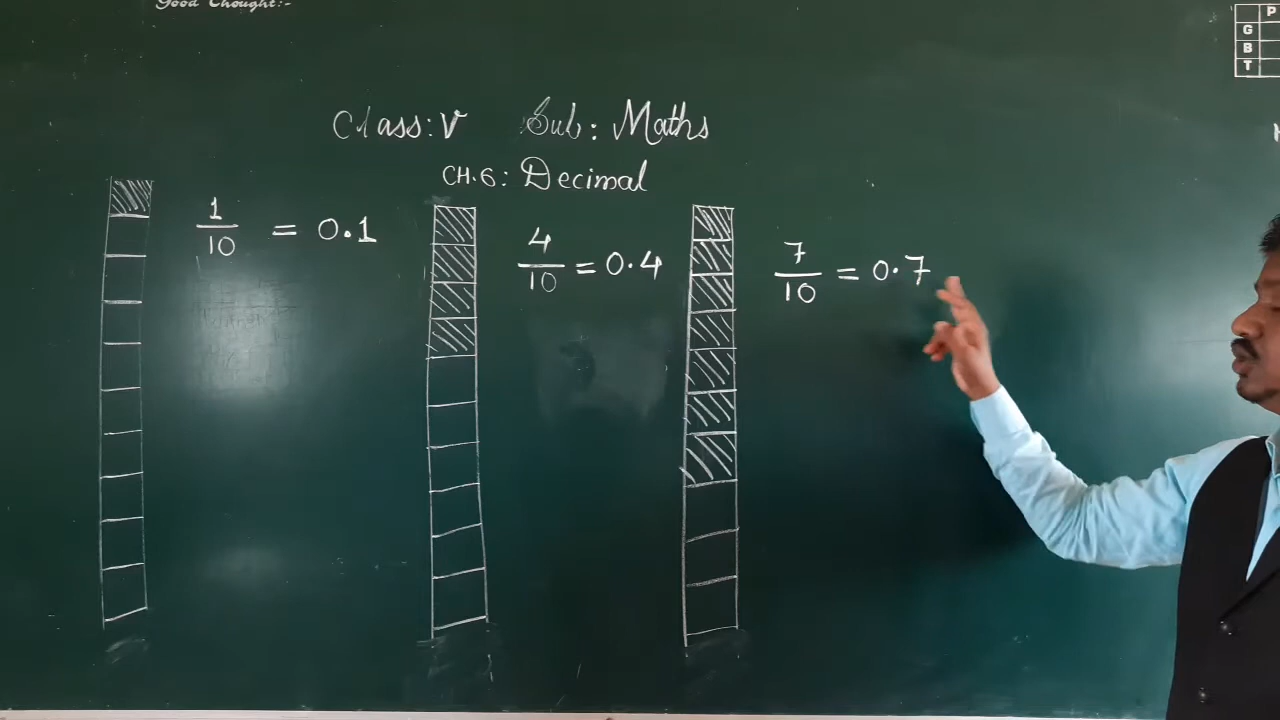 Good Thought:-
P
G
B
T
Class: V Sub: Maths
CH.6: Decimal
1/10 = 0.1
4/10 = 0.4
7/10 = 0.7